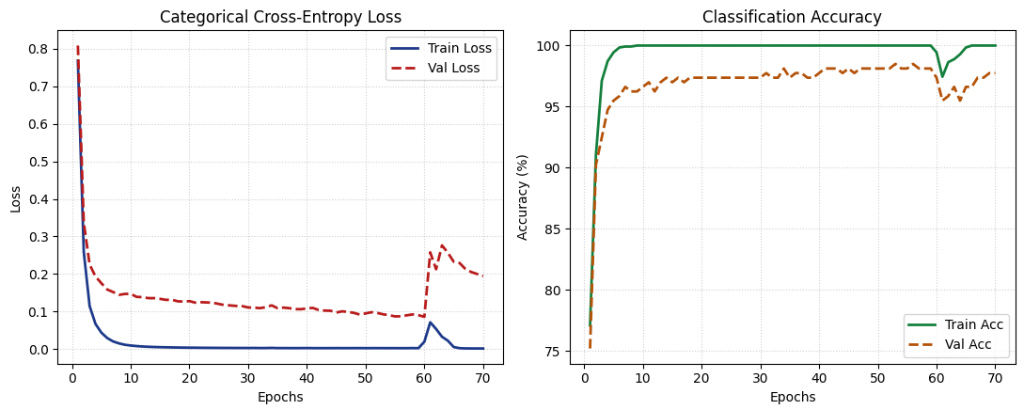 Categorical Cross-Entropy Loss
Train Loss
Val Loss
0.8
0.7
0.6
0.5
0.4
0.3
0.2
0.1
0.0
Loss
0 10 20 30 40 50 60 70
Epochs
Classification Accuracy
100
95
90
85
80
75
Accuracy (%)
Train Acc
Val Acc
0 10 20 30 40 50 60 70
Epochs